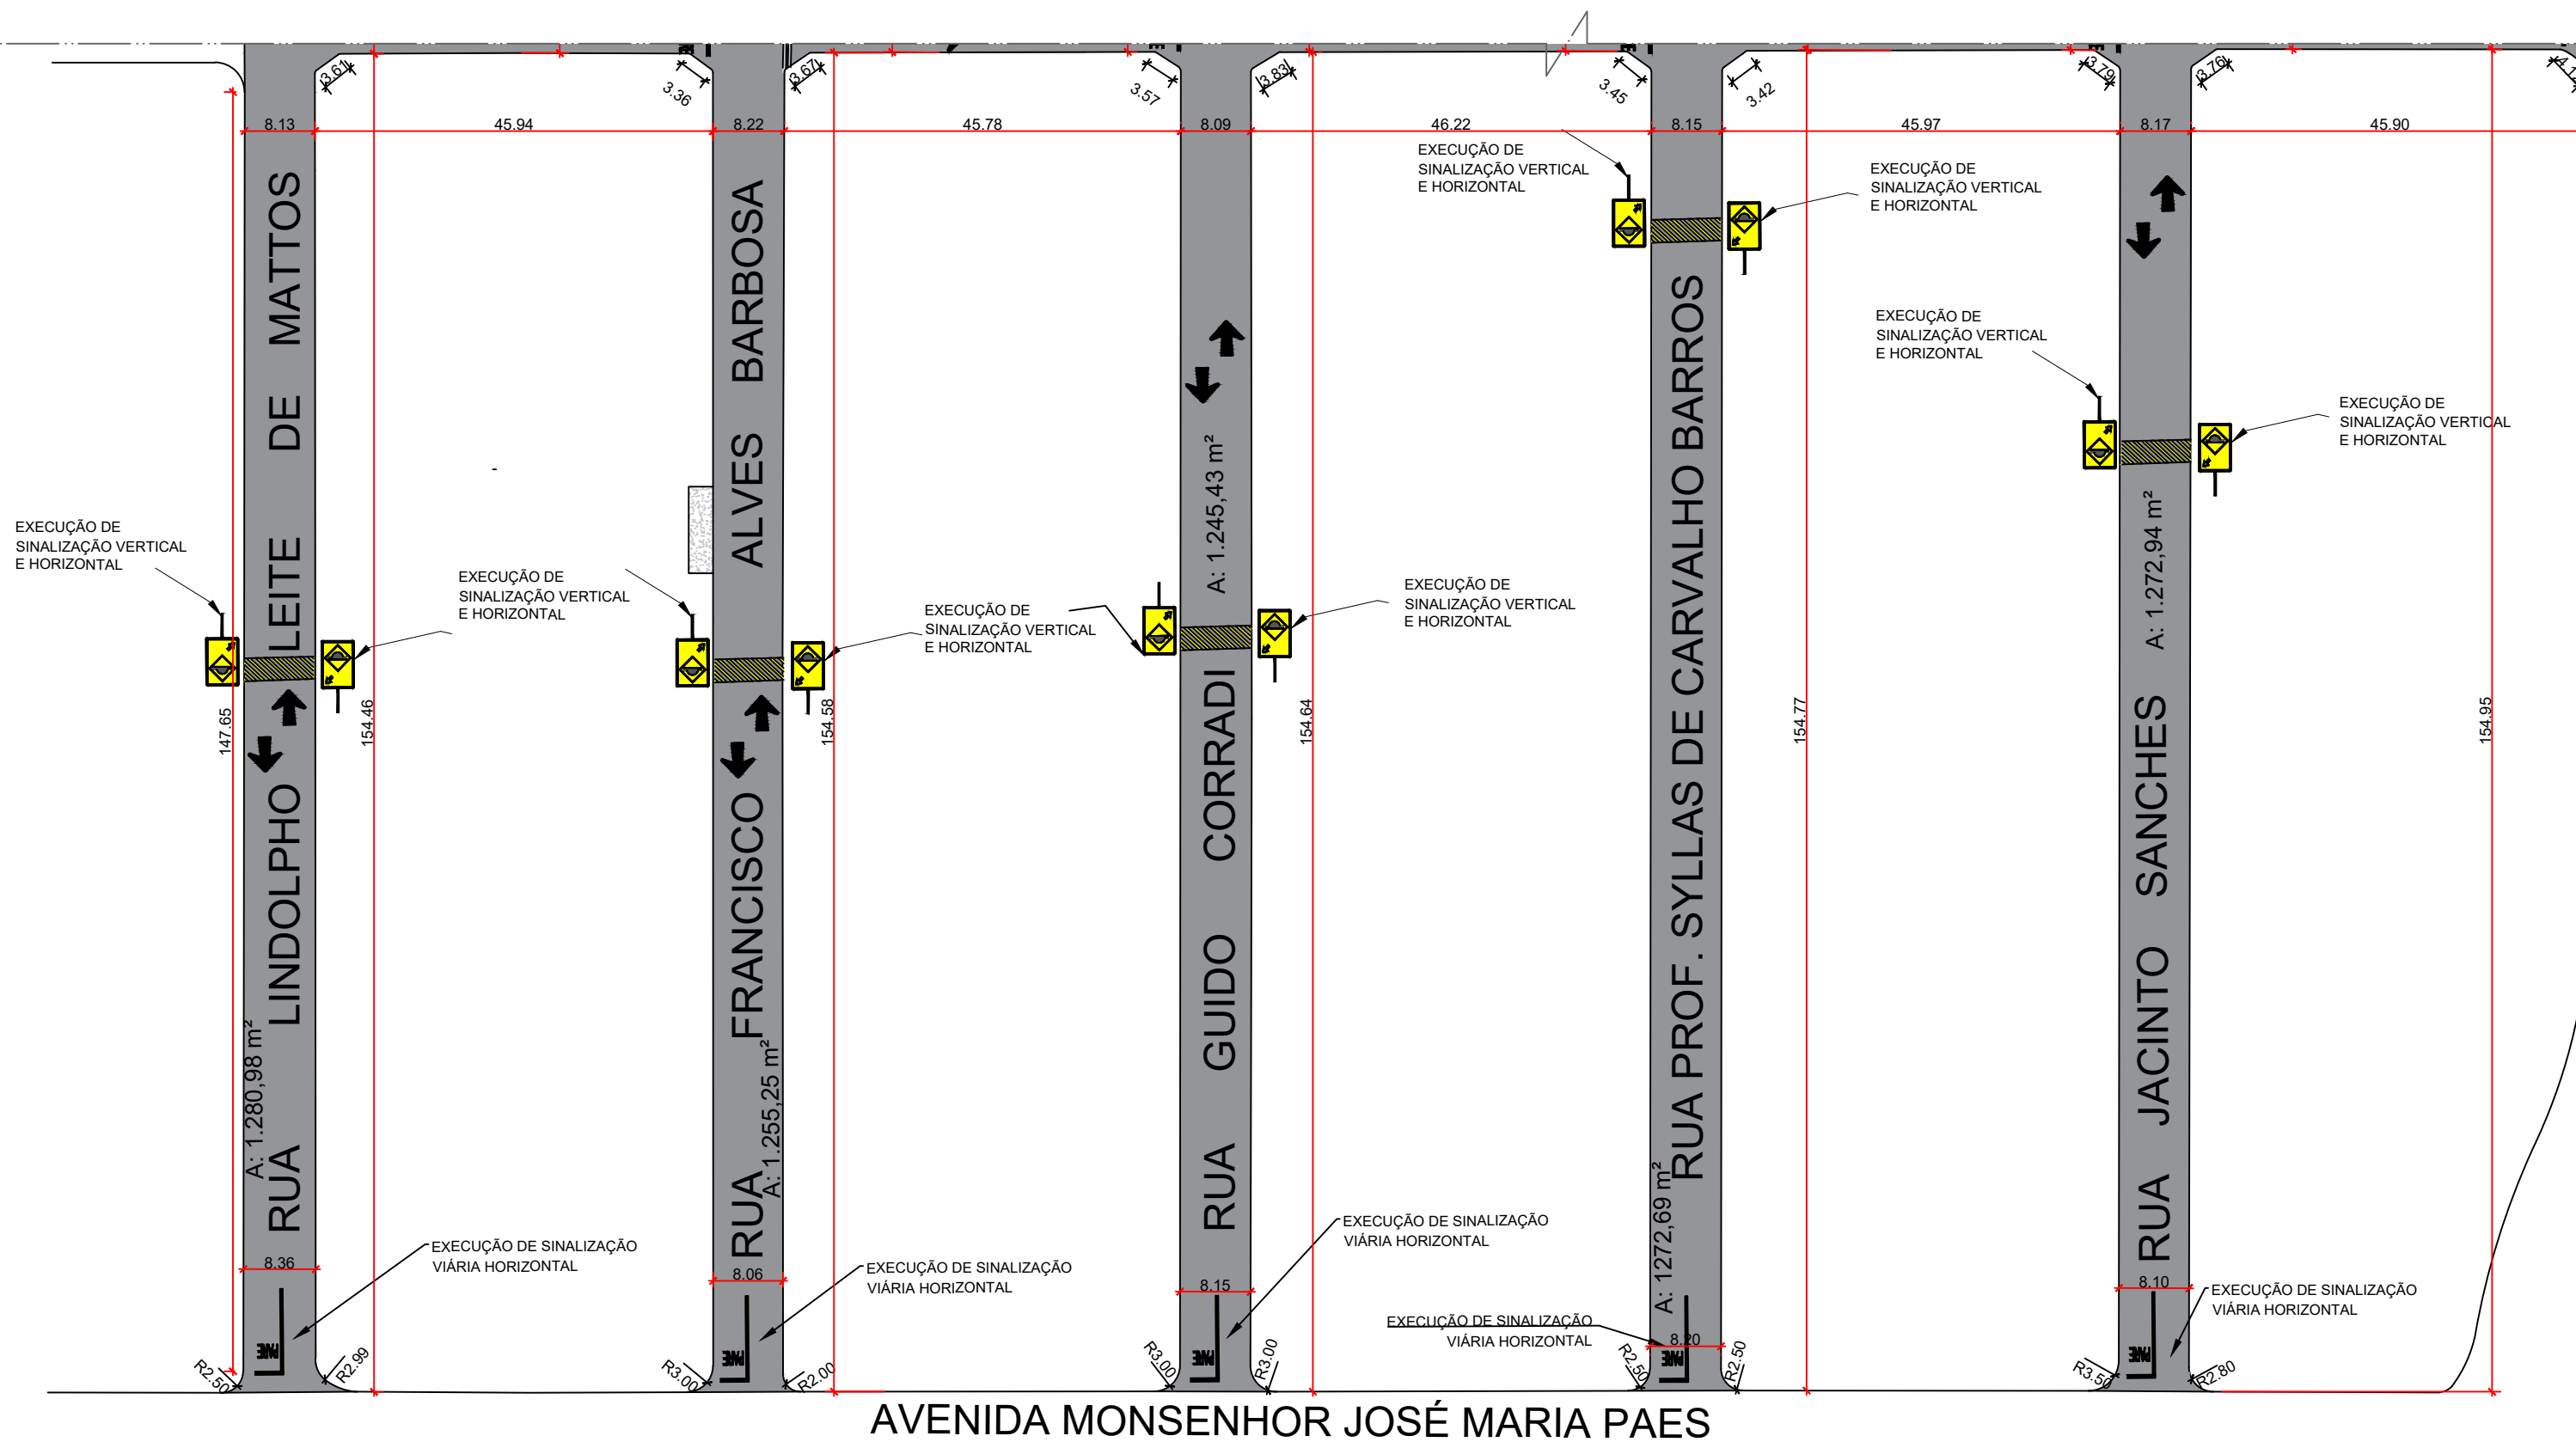 3.61
3.36
3.67
3.57
3.83
3.45
3.42
3.79
3.76
8.13
45.94
8.22
45.78
8.09
46.22
8.15
45.97
8.17
45.90
EXECUÇÃO DE
SINALIZAÇÃO VERTICAL
E HORIZONTAL
EXECUÇÃO DE
SINALIZAÇÃO VERTICAL
E HORIZONTAL
EXECUÇÃO DE
SINALIZAÇÃO VERTICAL
E HORIZONTAL
EXECUÇÃO DE
SINALIZAÇÃO VERTICAL
E HORIZONTAL
EXECUÇÃO DE
SINALIZAÇÃO VERTICAL
E HORIZONTAL
EXECUÇÃO DE
SINALIZAÇÃO VERTICAL
E HORIZONTAL
EXECUÇÃO DE
SINALIZAÇÃO VERTICAL
E HORIZONTAL
EXECUÇÃO DE
SINALIZAÇÃO VERTICAL
E HORIZONTAL
147.65
154.46
154.58
154.64
154.77
154.95
RUA LINDOLPHO LEITE DE MATTOS
A: 1.280,98 m²
RUA FRANCISCO ALVES BARBOSA
A: 1.255,25 m²
RUA GUIDO CORRADI
A: 1.245,43 m²
RUA PROF. SYLLAS DE CARVALHO BARROS
A: 1272,69 m²
RUA JACINTO SANCHES
A: 1.272,94 m²
EXECUÇÃO DE SINALIZAÇÃO
VIÁRIA HORIZONTAL
EXECUÇÃO DE SINALIZAÇÃO
VIÁRIA HORIZONTAL
EXECUÇÃO DE SINALIZAÇÃO
VIÁRIA HORIZONTAL
EXECUÇÃO DE SINALIZAÇÃO
VIÁRIA HORIZONTAL
EXECUÇÃO DE SINALIZAÇÃO
VIÁRIA HORIZONTAL
8.36
8.06
8.15
8.20
8.10
R2.50
R2.99
R3.00
R2.00
R3.00
R3.00
R2.50
R2.50
R3.50
R2.80
AVENIDA MONSENHOR JOSÉ MARIA PAES